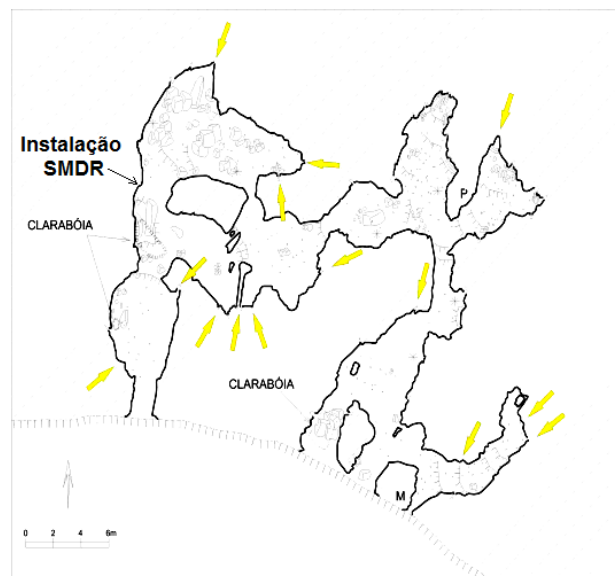 Instalação
SMDR
CLARABÓIA
P
CLARABÓIA
M
0 2 4 6m